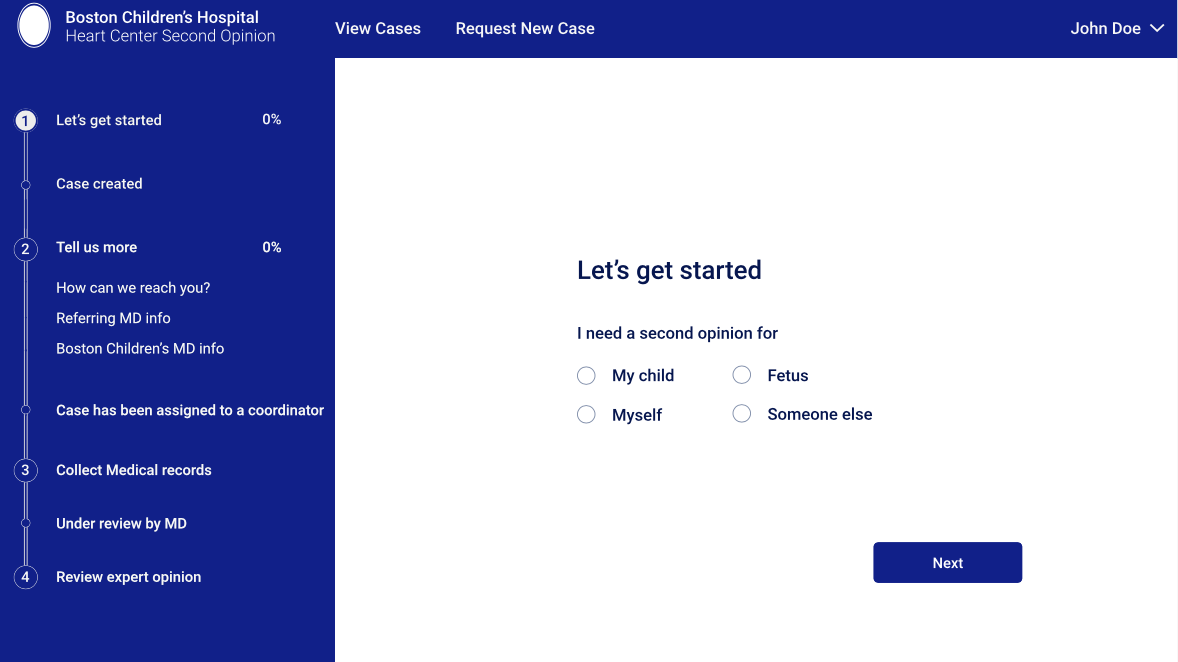 Boston Children's Hospital
Heart Center Second Opinion
View Cases
Request New Case
John Doe
1 Let's get started 0%
Case created
2 Tell us more 0%
How can we reach you?
Referring MD info
Boston Children's MD info
Case has been assigned to a coordinator
3 Collect Medical records
Under review by MD
4 Review expert opinion
Let's get started
I need a second opinion for
My child
Fetus
Myself
Someone else
Next